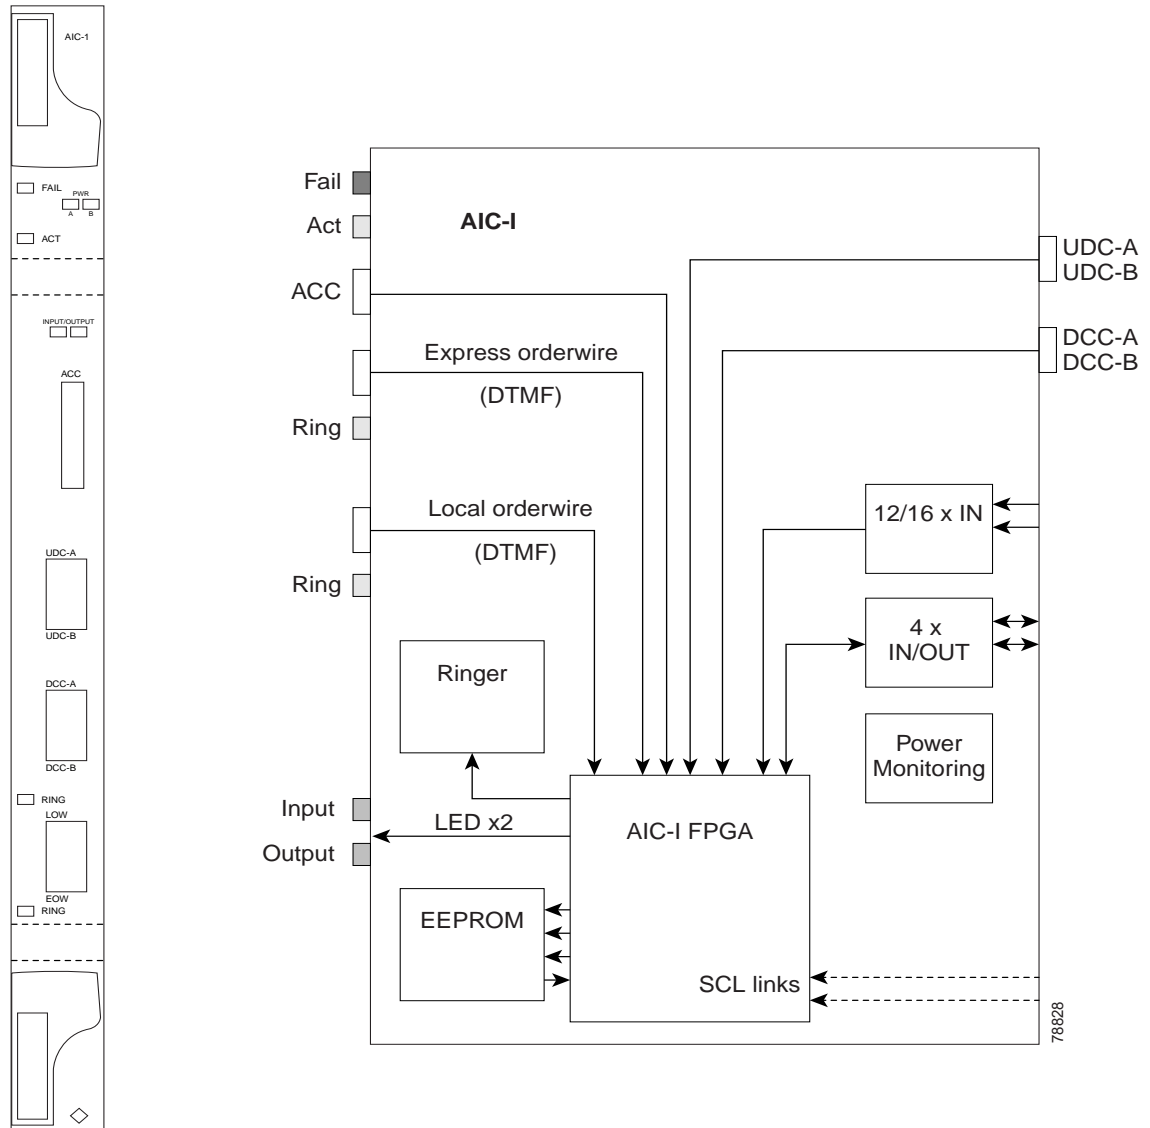 AIC-1
FAIL
PWR
A B
ACT
INPUT/OUTPUT
ACC
UDC-A
UDC-B
DCC-A
DCC-B
RING
LOW
EOW
RING
Fail
Act
AIC-I
ACC
UDC-A
UDC-B
DCC-A
DCC-B
Express orderwire
(DTMF)
Ring
Local orderwire
(DTMF)
Ring
12/16 x IN
4 x
IN/OUT
Ringer
Power
Monitoring
Input
LED x2
Output
AIC-I FPGA
EEPROM
SCL links
78828